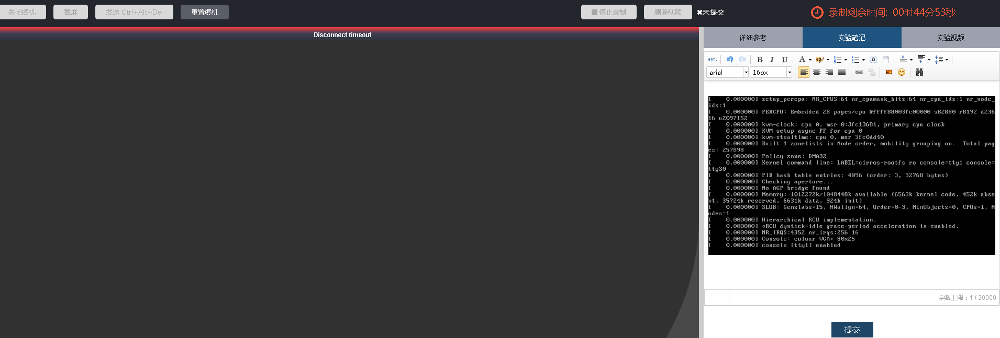 关闭虚机 截屏 发送 Ctrl+Alt+Del 重置虚机 停止录制 删除视频 ✖未提交 录制剩余时间: 00时44分53秒
Disconnect timeout
详细参考 实验笔记 实验视频
HTML B I U A ab a
arial 16px
[    0.000000] setup_percpu: NR_CPUS:64 nr_cpumask_bits:64 nr_cpu_ids:1 nr_node_
ids:1
[    0.000000] PERCPU: Embedded 28 pages/cpu @ffff88003fc00000 s82880 r8192 d236
16 u2097152
[    0.000000] kvm-clock: cpu 0, msr 0:3fc13681, primary cpu clock
[    0.000000] KVM setup async PF for cpu 0
[    0.000000] kvm-stealtime: cpu 0, msr 3fc0dd40
[    0.000000] Built 1 zonelists in Node order, mobility grouping on.  Total pag
es: 257898
[    0.000000] Policy zone: DMA32
[    0.000000] Kernel command line: LABEL=cirros-rootfs ro console=tty1 console=
ttyS0
[    0.000000] PID hash table entries: 4096 (order: 3, 32768 bytes)
[    0.000000] Checking aperture...
[    0.000000] No AGP bridge found
[    0.000000] Memory: 1012272k/1048448k available (6563k kernel code, 452k abse
nt, 35724k reserved, 6631k data, 924k init)
[    0.000000] SLUB: Genslabs=15, HWalign=64, Order=0-3, MinObjects=0, CPUs=1, N
odes=1
[    0.000000] Hierarchical RCU implementation.
[    0.000000] ∘RCU dyntick-idle grace-period acceleration is enabled.
[    0.000000] NR_IRQS:4352 nr_irqs:256 16
[    0.000000] Console: colour VGA+ 80x25
[    0.000000] console [tty1] enabled
字数上限：1 / 20000
提交